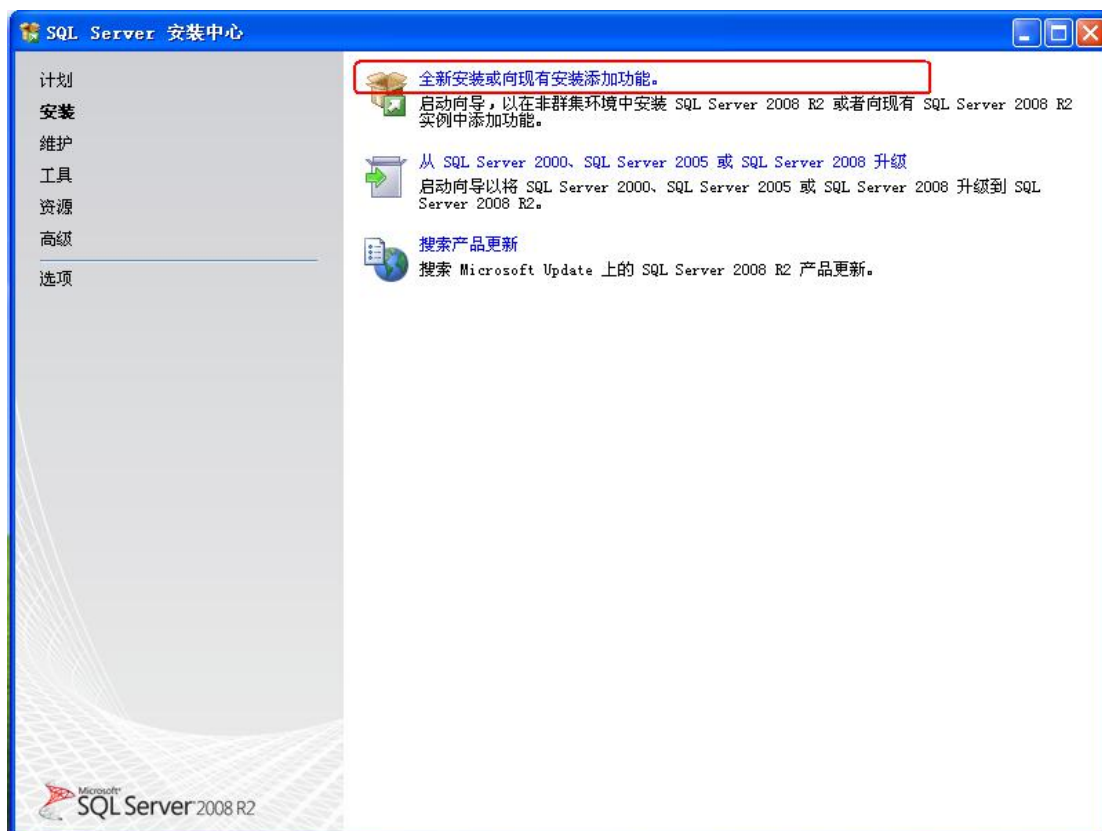 SQL Server 安装中心
计划
安装
维护
工具
资源
高级
选项
全新安装或向现有安装添加功能。
启动向导，以在非群集环境中安装 SQL Server 2008 R2 或者向现有 SQL Server 2008 R2
实例中添加功能。
从 SQL Server 2000、SQL Server 2005 或 SQL Server 2008 升级
启动向导以将 SQL Server 2000、SQL Server 2005 或 SQL Server 2008 升级到 SQL
Server 2008 R2。
搜索产品更新
搜索 Microsoft Update 上的 SQL Server 2008 R2 产品更新。
Microsoft
SQL Server 2008 R2